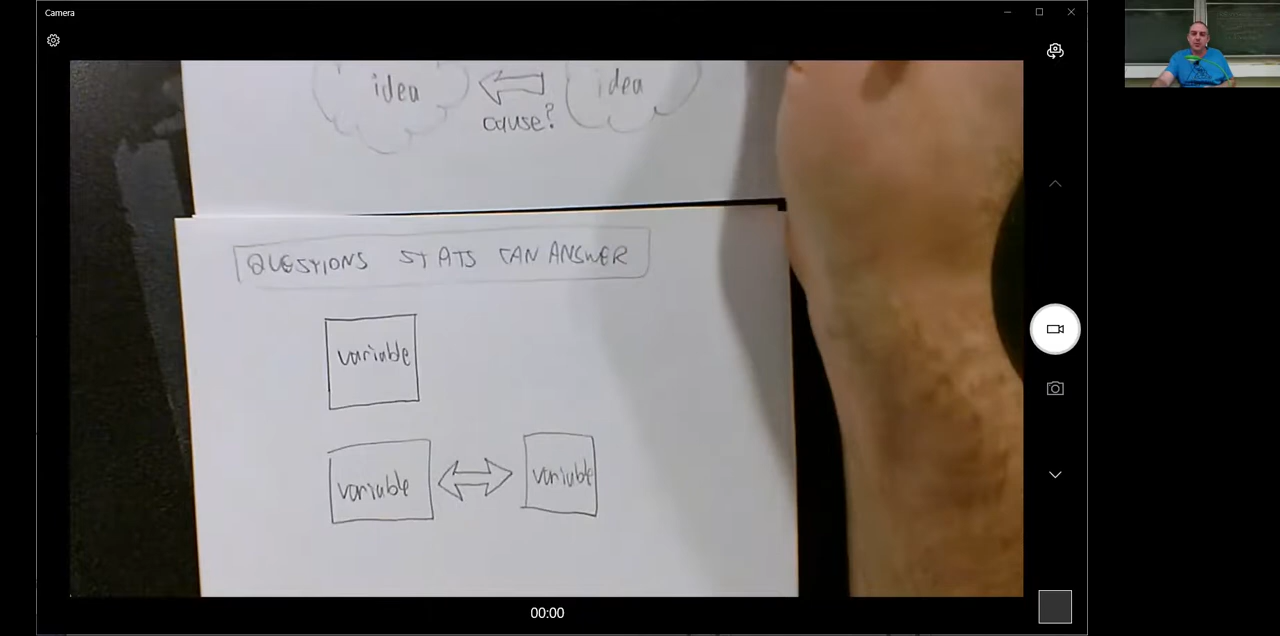 Camera
idea idea
cause?
QUESTIONS STATS CAN ANSWER
variable
variable variable
00:00